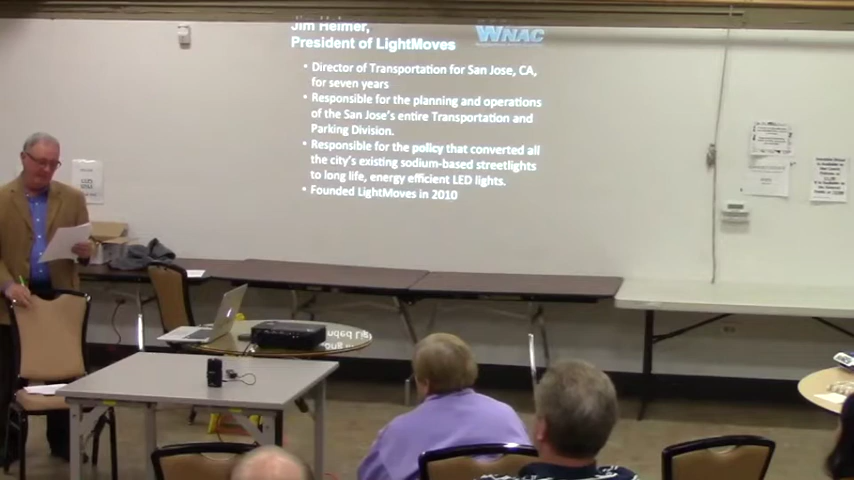 Jim Helmer,
President of LightMoves
WNAC
• Director of Transportation for San Jose, CA,
for seven years
• Responsible for the planning and operations
of the San Jose's entire Transportation and
Parking Division.
• Responsible for the policy that converted all
the city's existing sodium-based streetlights
to long life, energy efficient LED lights.
• Founded LightMoves in 2010